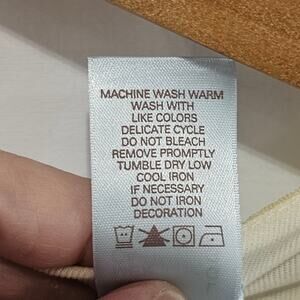 MACHINE WASH WARM
WASH WITH
LIKE COLORS
DELICATE CYCLE
DO NOT BLEACH
REMOVE PROMPTLY
TUMBLE DRY LOW
COOL IRON
IF NECESSARY
DO NOT IRON
DECORATION